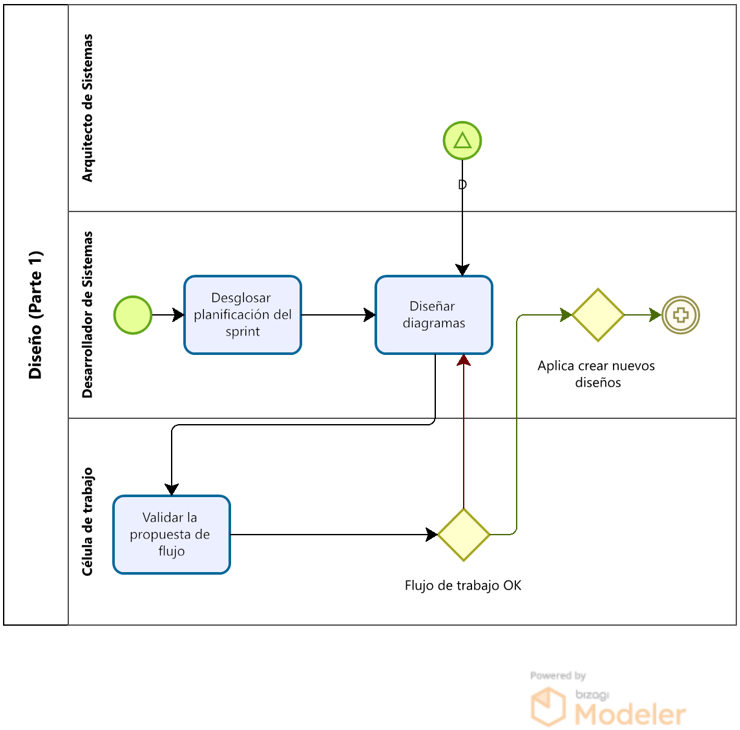 Diseño (Parte 1)
Arquitecto de Sistemas
D
Desarrollador de Sistemas
Desglosar
planificación del
sprint
Diseñar
diagramas
Aplica crear nuevos
diseños
Célula de trabajo
Validar la
propuesta de
flujo
Flujo de trabajo OK
Powered by
bizagi
Modeler